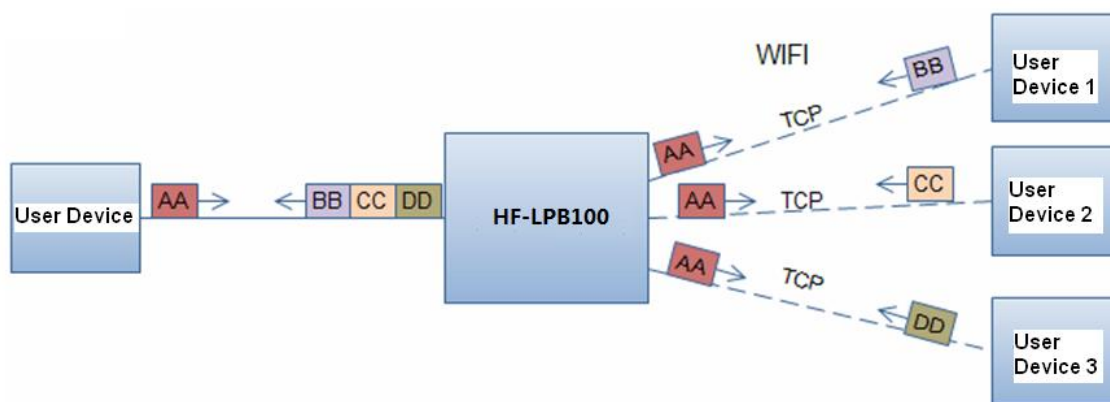 WIFI
User
Device 1
BB
TCP
AA
User Device
AA
BB CC DD
HF-LPB100
AA
TCP
CC
User
Device 2
AA
TCP
DD
User
Device 3